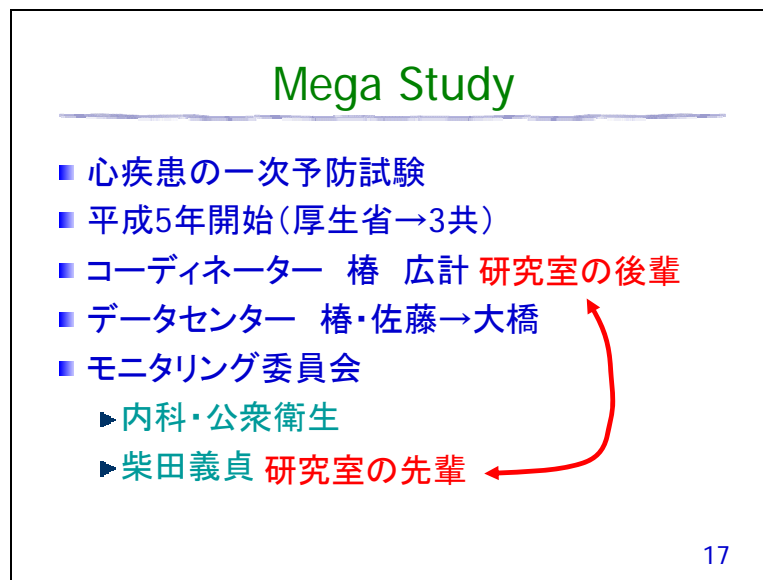 Mega Study
心疾患の一次予防試験
平成5年開始(厚生省→3共)
コーディネーター 椿 広計 研究室の後輩
データセンター 椿・佐藤→大橋
モニタリング委員会
内科・公衆衛生
柴田義貞 研究室の先輩
17